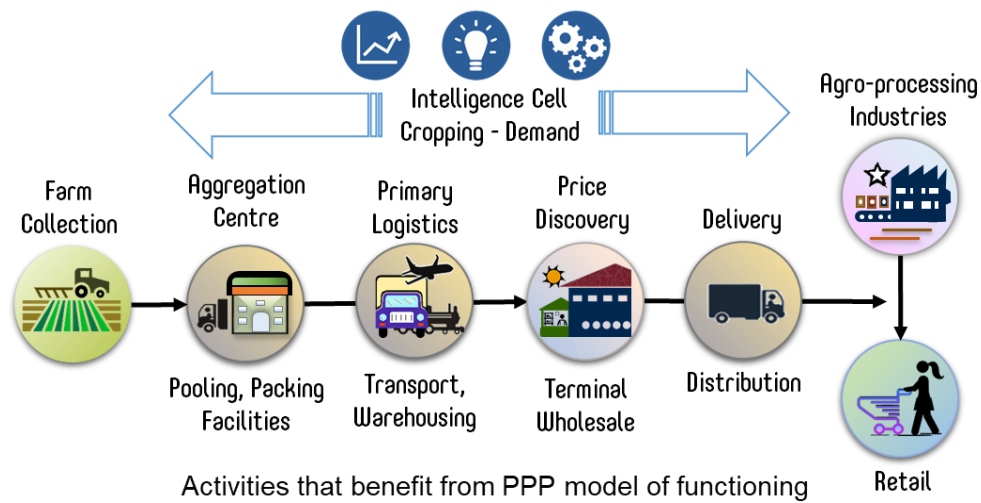 Intelligence Cell
Cropping - Demand
Agro-processing
Industries
Farm
Collection
Aggregation
Centre
Primary
Logistics
Price
Discovery
Delivery
Pooling, Packing
Facilities
Transport,
Warehousing
Terminal
Wholesale
Distribution
Retail
Activities that benefit from PPP model of functioning